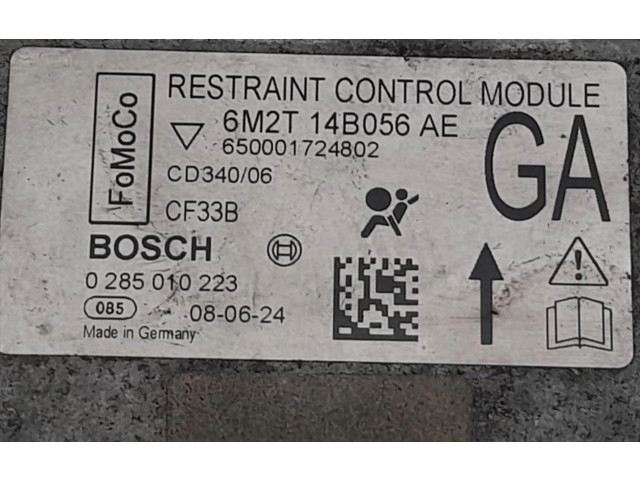 FoMoCo
RESTRAINT CONTROL MODULE
6M2T 14B056 AE
650001724802
CD340/06
CF33B
GA
BOSCH
0 285 010 223
085 08-06-24
Made in Germany